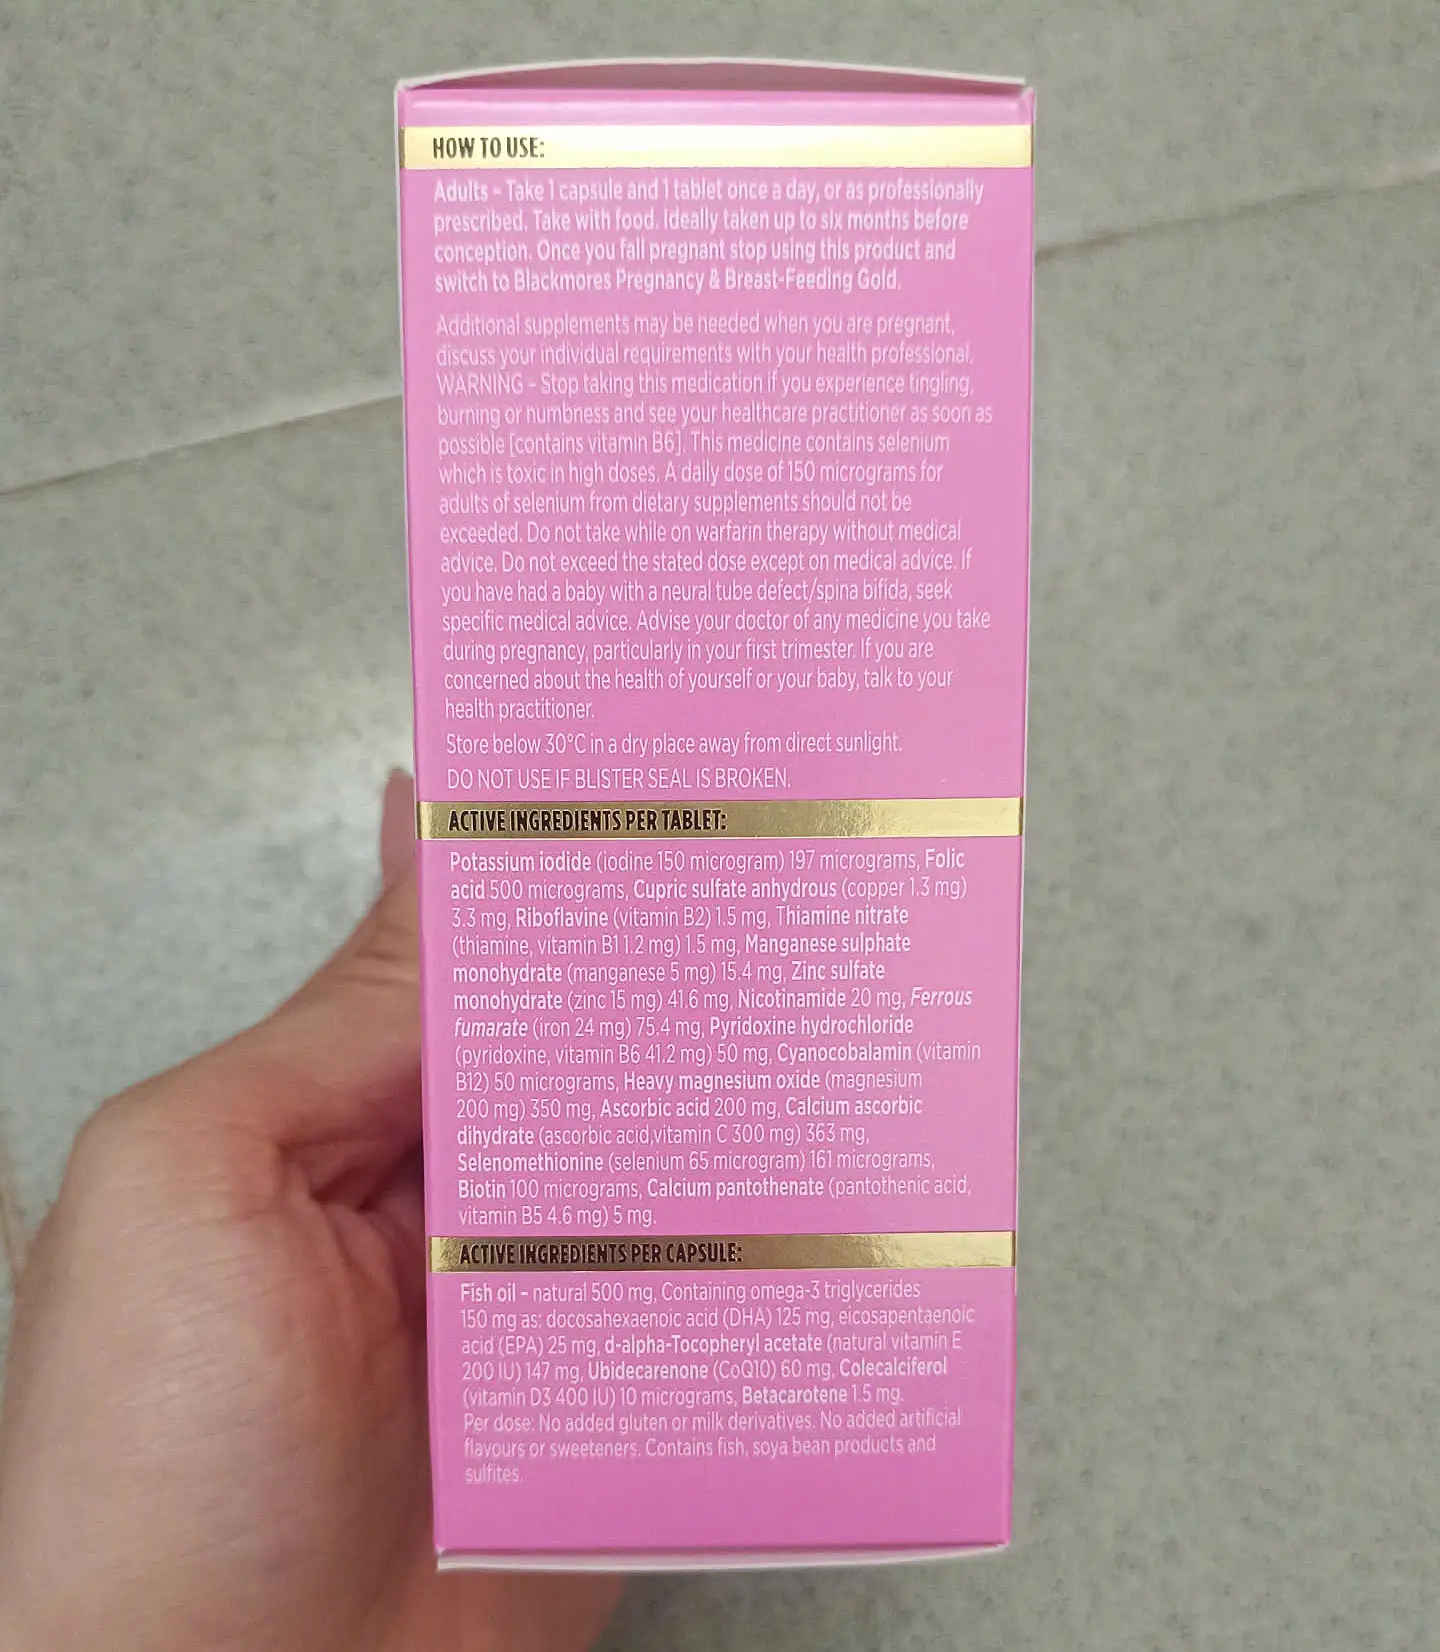 HOW TO USE:
Adults - Take 1 capsule and 1 tablet once a day, or as professionally
prescribed. Take with food. Ideally taken up to six months before
conception. Once you fall pregnant stop using this product and
switch to Blackmores Pregnancy & Breast-Feeding Gold.
Additional supplements may be needed when you are pregnant,
discuss your individual requirements with your health professional.
WARNING - Stop taking this medication if you experience tingling,
burning or numbness and see your healthcare practitioner as soon as
possible [contains vitamin B6]. This medicine contains selenium
which is toxic in high doses. A daily dose of 150 micrograms for
adults of selenium from dietary supplements should not be
exceeded. Do not take while on warfarin therapy without medical
advice. Do not exceed the stated dose except on medical advice. If
you have had a baby with a neural tube defect/spina bifida, seek
specific medical advice. Advise your doctor of any medicine you take
during pregnancy, particularly in your first trimester. If you are
concerned about the health of yourself or your baby, talk to your
health practitioner.
Store below 30°C in a dry place away from direct sunlight.
DO NOT USE IF BLISTER SEAL IS BROKEN.
ACTIVE INGREDIENTS PER TABLET:
Potassium iodide (iodine 150 microgram) 197 micrograms, Folic
acid 500 micrograms, Cupric sulfate anhydrous (copper 1.3 mg)
3.3 mg, Riboflavine (vitamin B2) 1.5 mg, Thiamine nitrate
(thiamine, vitamin B1 1.2 mg) 1.5 mg, Manganese sulphate
monohydrate (manganese 5 mg) 15.4 mg, Zinc sulfate
monohydrate (zinc 15 mg) 41.6 mg, Nicotinamide 20 mg, Ferrous
fumarate (iron 24 mg) 75.4 mg, Pyridoxine hydrochloride
(pyridoxine, vitamin B6 41.2 mg) 50 mg, Cyanocobalamin (vitamin
B12) 50 micrograms, Heavy magnesium oxide (magnesium
200 mg) 350 mg, Ascorbic acid 200 mg, Calcium ascorbic
dihydrate (ascorbic acid,vitamin C 300 mg) 363 mg,
Selenomethionine (selenium 65 microgram) 161 micrograms,
Biotin 100 micrograms, Calcium pantothenate (pantothenic acid,
vitamin B5 4.6 mg) 5 mg.
ACTIVE INGREDIENTS PER CAPSULE:
Fish oil - natural 500 mg, Containing omega-3 triglycerides
150 mg as: docosahexaenoic acid (DHA) 125 mg, eicosapentaenoic
acid (EPA) 25 mg, d-alpha-Tocopheryl acetate (natural vitamin E
200 IU) 147 mg, Ubidecarenone (CoQ10) 60 mg, Colecalciferol
(vitamin D3 400 IU) 10 micrograms, Betacarotene 1.5 mg.
Per dose: No added gluten or milk derivatives. No added artificial
flavours or sweeteners. Contains fish, soya bean products and
sulfites.